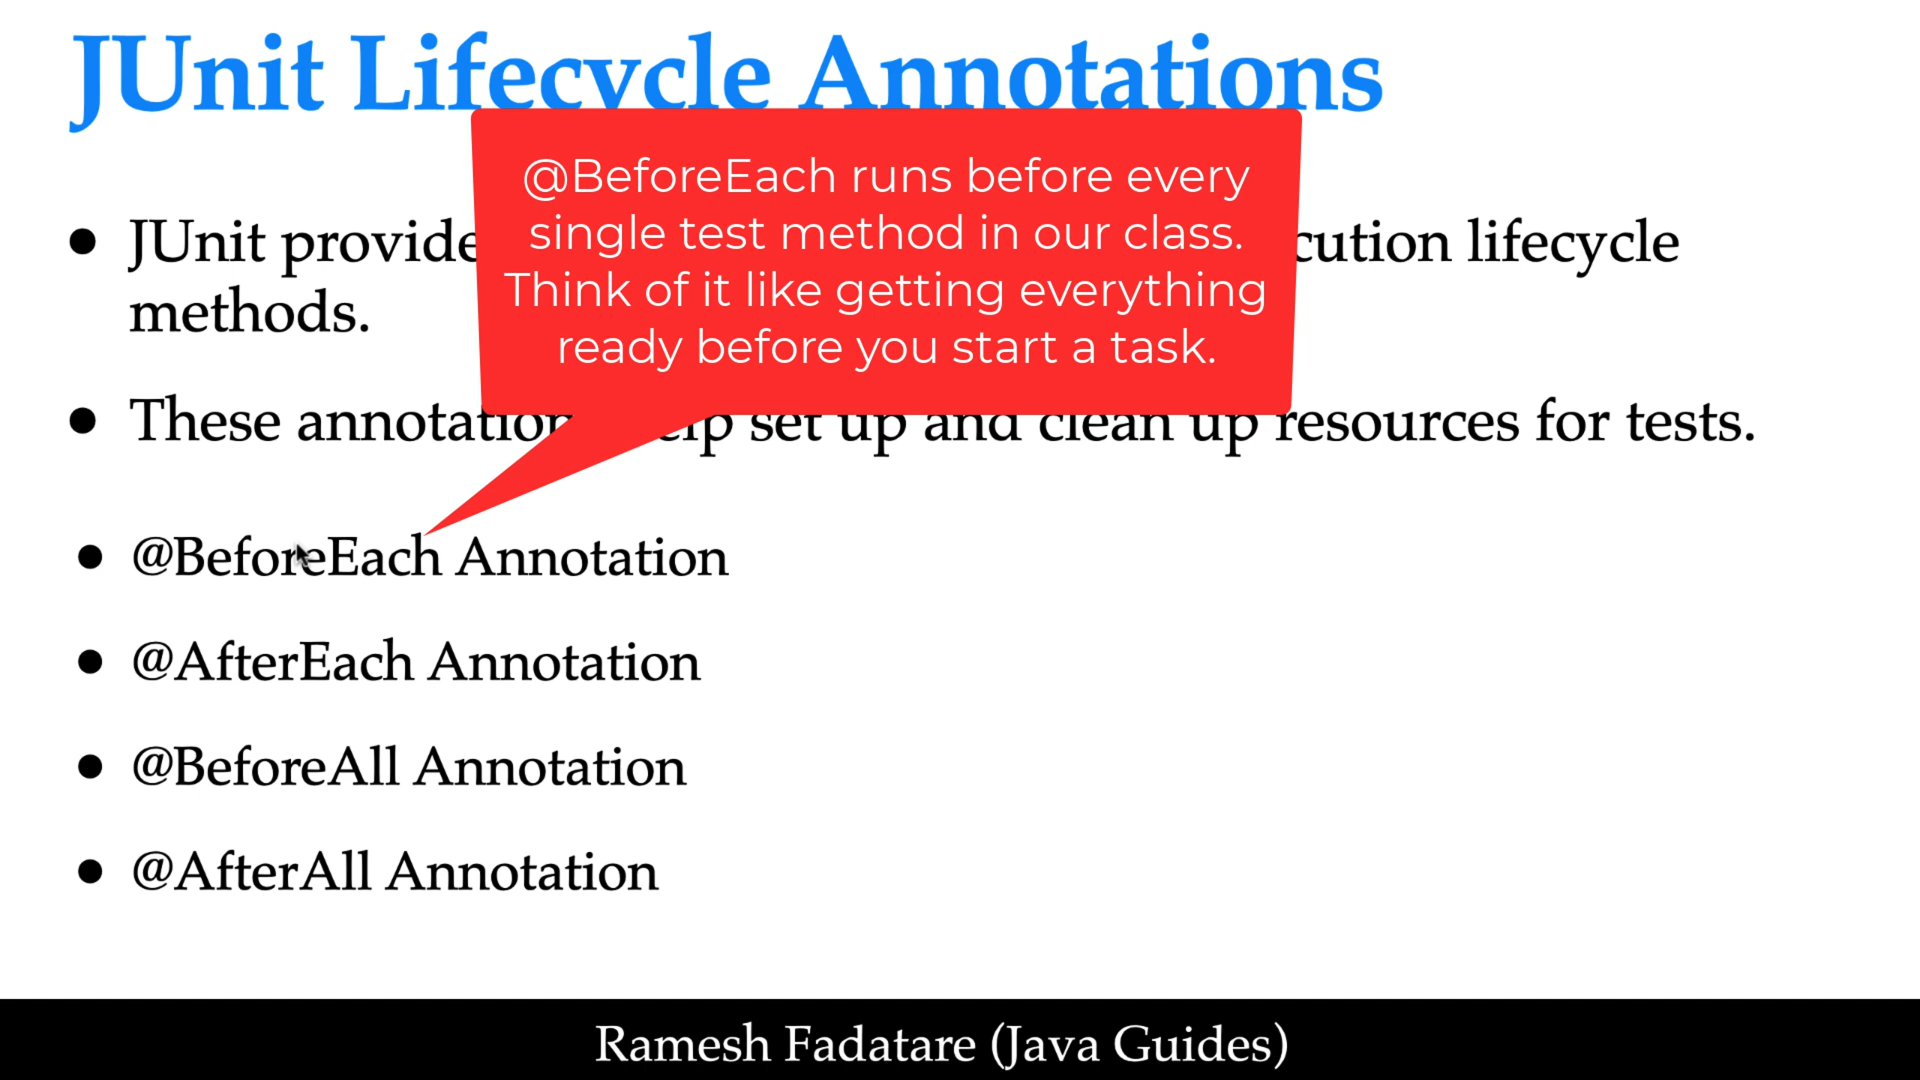 JUnit Lifecycle Annotations
@BeforeEach runs before every
single test method in our class.
Think of it like getting everything
ready before you start a task.
• JUnit provide cution lifecycle
methods.
• These annotation help set up and clean up resources for tests.
• @BeforeEach Annotation
• @AfterEach Annotation
• @BeforeAll Annotation
• @AfterAll Annotation
Ramesh Fadatare (Java Guides)